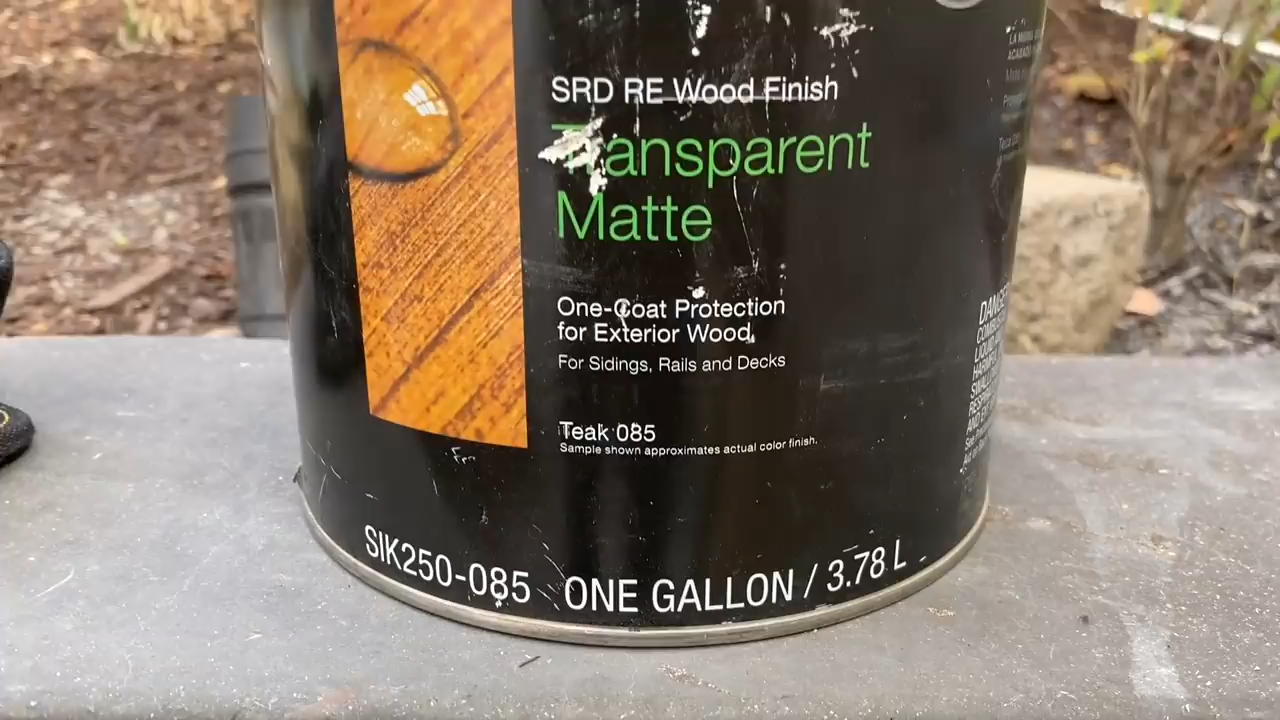 SRD RE Wood Finish
Transparent
Matte
One-Coat Protection
for Exterior Wood.
For Sidings, Rails and Decks
Teak 085
Sample shown approximates actual color finish.
SIK250-085 ONE GALLON / 3.78 L